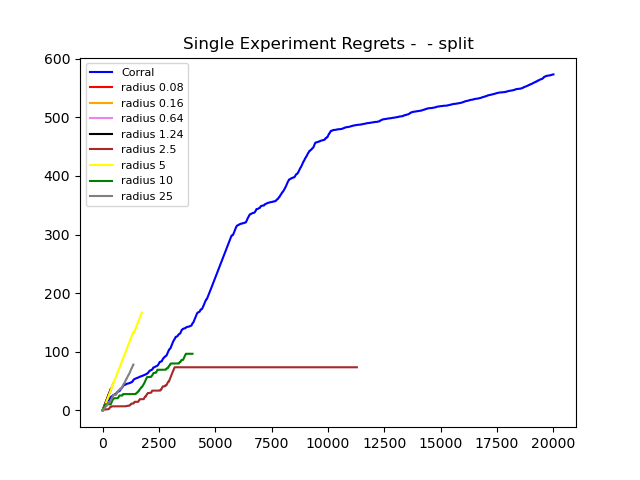 Single Experiment Regrets -  - split
600
500
400
300
200
100
0
Corral
radius 0.08
radius 0.16
radius 0.64
radius 1.24
radius 2.5
radius 5
radius 10
radius 25
0 2500 5000 7500 10000 12500 15000 17500 20000